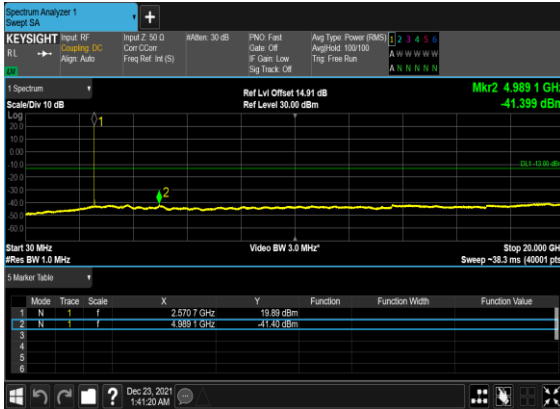 Spectrum Analyzer 1
Swept SA
+
KEYSIGHT
RL
Input: RF
Coupling: DC
Align: Auto
Input Z: 50 Ω
Corr CCorr
Freq Ref: Int (S)
#Atten: 30 dB
PNO: Fast
Gate: Off
IF Gain: Low
Sig Track: Off
Avg Type: Power (RMS)
Avg|Hold: 100/100
Trig: Free Run
1 2 3 4 5 6
A W W W W W
A N N N N N
1 Spectrum
Scale/Div 10 dB
Ref Lvl Offset 14.91 dB
Ref Level 30.00 dBm
Mkr2 4.989 1 GHz
-41.399 dBm
Log
20.0
10.0
0.00
-10.0
-20.0
-30.0
-40.0
-50.0
-60.0
1
2
DL1 -13.00 dBm
Start 30 MHz
#Res BW 1.0 MHz
Video BW 3.0 MHz*
Stop 20.000 GH
Sweep ~38.3 ms (40001 pts
5 Marker Table
Mode Trace Scale X Y Function Function Width Function Value
1 N 1 f 2.570 7 GHz 19.89 dBm
2 N 1 f 4.989 1 GHz -41.40 dBm
3
4
5
6
?
Dec 23, 2021
1:41:20 AM